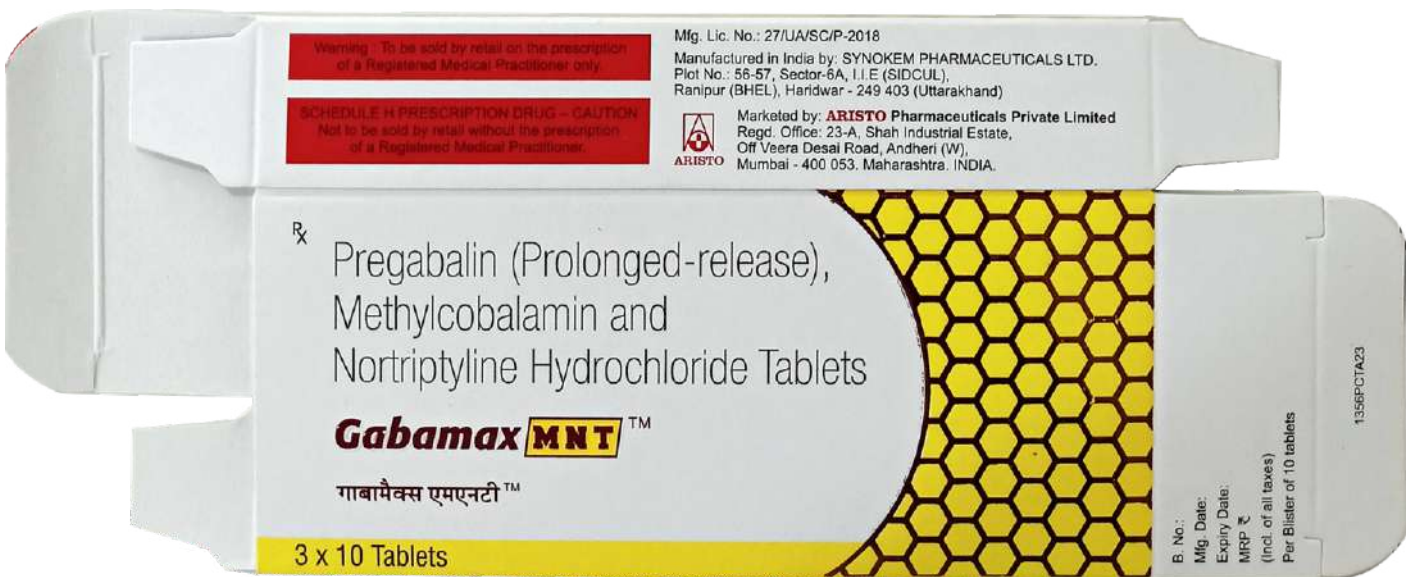 Warning : To be sold by retail on the prescription
of a Registered Medical Practitioner only.
SCHEDULE H PRESCRIPTION DRUG – CAUTION
Not to be sold by retail without the prescription
of a Registered Medical Practitioner.
Mfg. Lic. No.: 27/UA/SC/P-2018
Manufactured in India by: SYNOKEM PHARMACEUTICALS LTD.
Plot No.: 56-57, Sector-6A, I.I.E (SIDCUL),
Ranipur (BHEL), Haridwar - 249 403 (Uttarakhand)
ARISTO
Marketed by: ARISTO Pharmaceuticals Private Limited
Regd. Office: 23-A, Shah Industrial Estate,
Off Veera Desai Road, Andheri (W),
Mumbai - 400 053. Maharashtra. INDIA.
Rx
Pregabalin (Prolonged-release),
Methylcobalamin and
Nortriptyline Hydrochloride Tablets
Gabamax MNT™
गाबामैक्स एमएनटी™
3 x 10 Tablets
B. No.:
Mfg. Date:
Expiry Date:
MRP ₹
(Incl. of all taxes)
Per Blister of 10 tablets
1356PCTA23